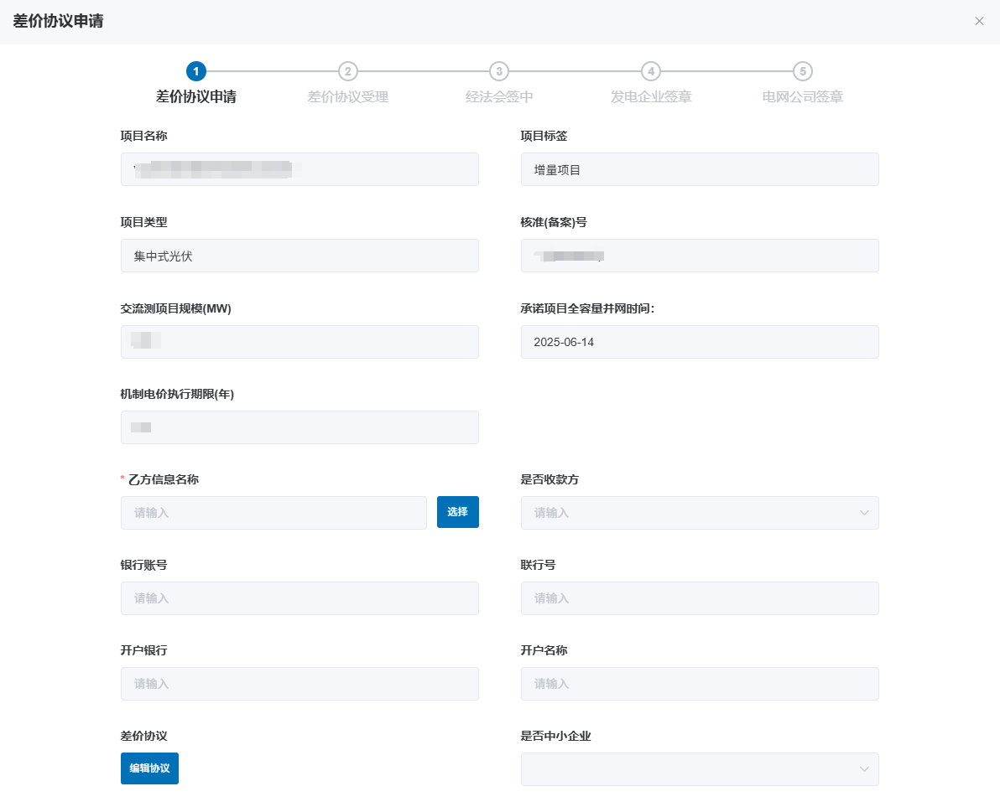 差价协议申请
1 2 3 4 5
差价协议申请 差价协议受理 经法会签中 发电企业签章 电网公司签章
项目名称 项目标签
增量项目
项目类型 核准(备案)号
集中式光伏
交流测项目规模(MW) 承诺项目全容量并网时间：
2025-06-14
机制电价执行期限(年)
* 乙方信息名称 是否收款方
请输入 选择 请输入
银行账号 联行号
请输入 请输入
开户银行 开户名称
请输入 请输入
差价协议 是否中小企业
编辑协议